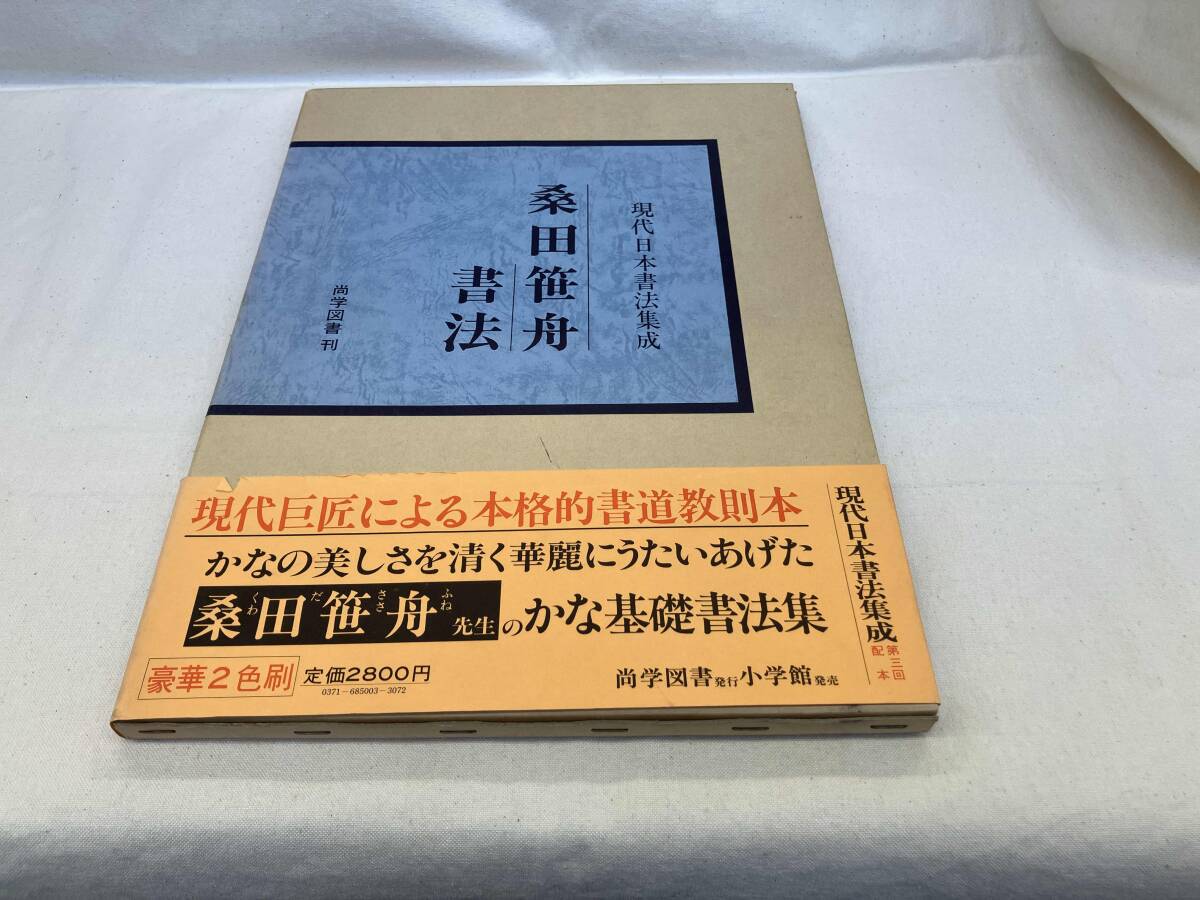 現代日本書法集成
桑田笹舟
書法
尚学図書 刊
現代巨匠による本格的書道教則本
かなの美しさを清く華麗にうたいあげた
桑田笹舟先生のかな基礎書法集
くわ だ ささ ふね
豪華2色刷
定価2800円
0371-685003-3072
尚学図書発行小学館発売
現代日本書法集成
第三回
配本